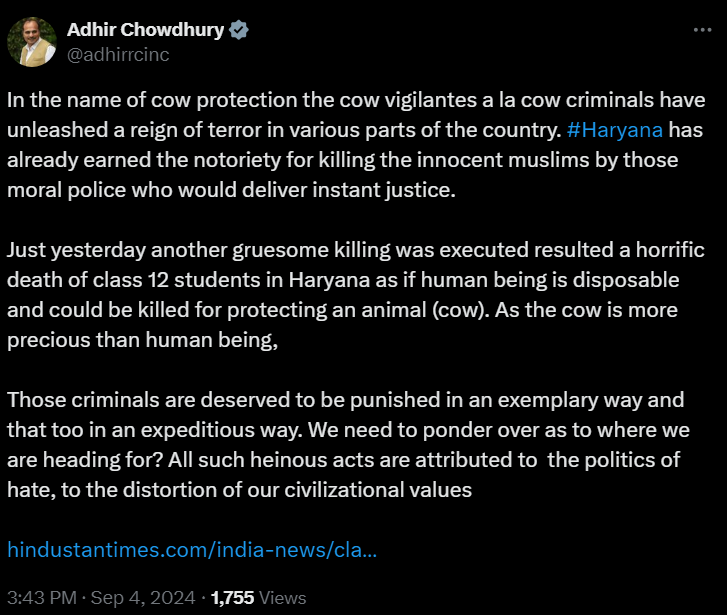 Adhir Chowdhury
@adhirrcinc
In the name of cow protection the cow vigilantes a la cow criminals have
unleashed a reign of terror in various parts of the country. #Haryana has
already earned the notoriety for killing the innocent muslims by those
moral police who would deliver instant justice.
Just yesterday another gruesome killing was executed resulted a horrific
death of class 12 students in Haryana as if human being is disposable
and could be killed for protecting an animal (cow). As the cow is more
precious than human being,
Those criminals are deserved to be punished in an exemplary way and
that too in an expeditious way. We need to ponder over as to where we
are heading for? All such heinous acts are attributed to  the politics of
hate, to the distortion of our civilizational values
hindustantimes.com/india-news/cla...
3:43 PM · Sep 4, 2024 · 1,755 Views